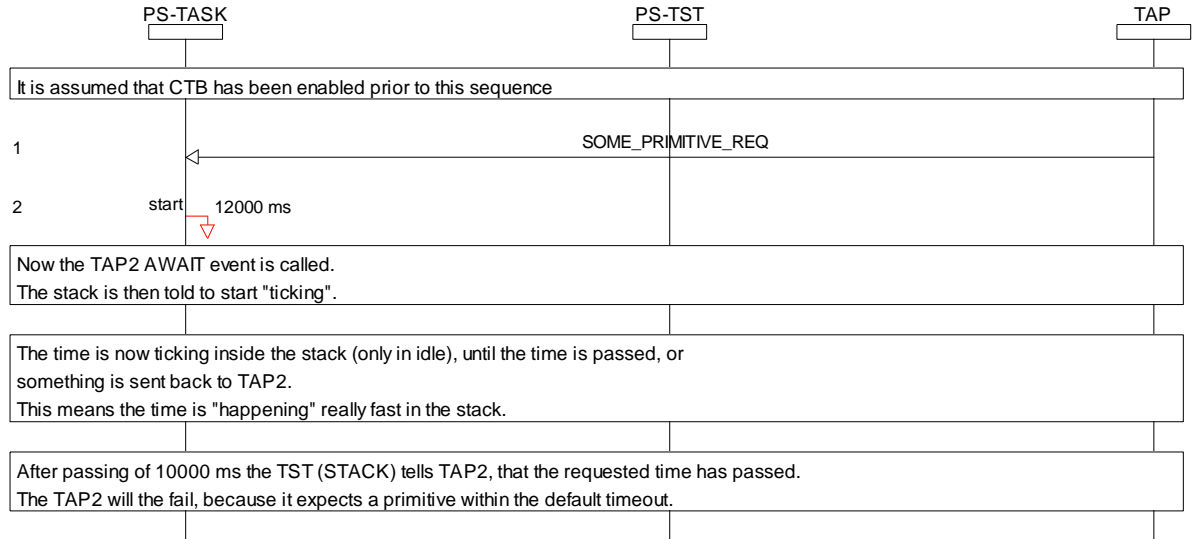 PS-TASK PS-TST TAP
It is assumed that CTB has been enabled prior to this sequence
1 SOME_PRIMITIVE_REQ
2 start 12000 ms
Now the TAP2 AWAIT event is called.
The stack is then told to start "ticking".
The time is now ticking inside the stack (only in idle), until the time is passed, or
something is sent back to TAP2.
This means the time is "happening" really fast in the stack.
After passing of 10000 ms the TST (STACK) tells TAP2, that the requested time has passed.
The TAP2 will the fail, because it expects a primitive within the default timeout.